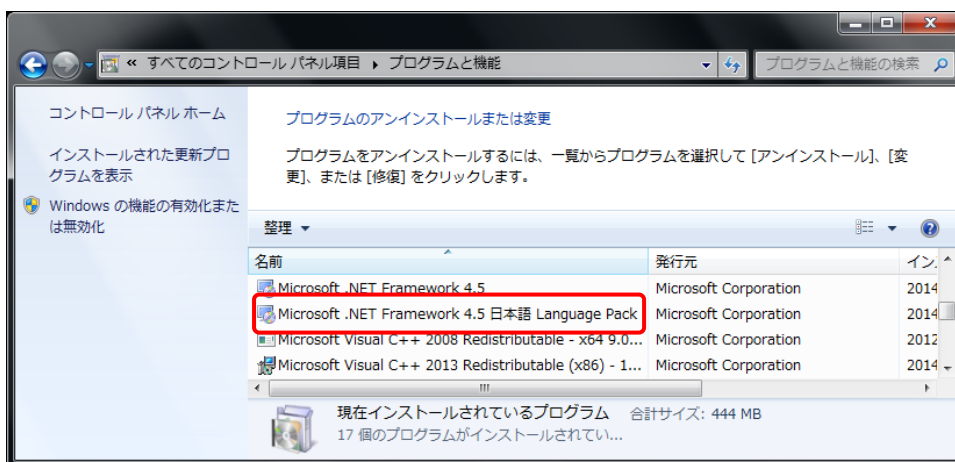 « すべてのコントロール パネル項目 ▸ プログラムと機能
プログラムと機能の検索
コントロール パネル ホーム
インストールされた更新プロ
グラムを表示
Windows の機能の有効化また
は無効化
プログラムのアンインストールまたは変更
プログラムをアンインストールするには、一覧からプログラムを選択して [アンインストール]、[変
更]、または [修復] をクリックします。
整理 ▼
名前 発行元 イン
Microsoft .NET Framework 4.5 Microsoft Corporation 2014
Microsoft .NET Framework 4.5 日本語 Language Pack Microsoft Corporation 2014
Microsoft Visual C++ 2008 Redistributable - x64 9.0... Microsoft Corporation 2012
Microsoft Visual C++ 2013 Redistributable (x86) - 1... Microsoft Corporation 2014
現在インストールされているプログラム 合計サイズ: 444 MB
17 個のプログラムがインストールされてい...